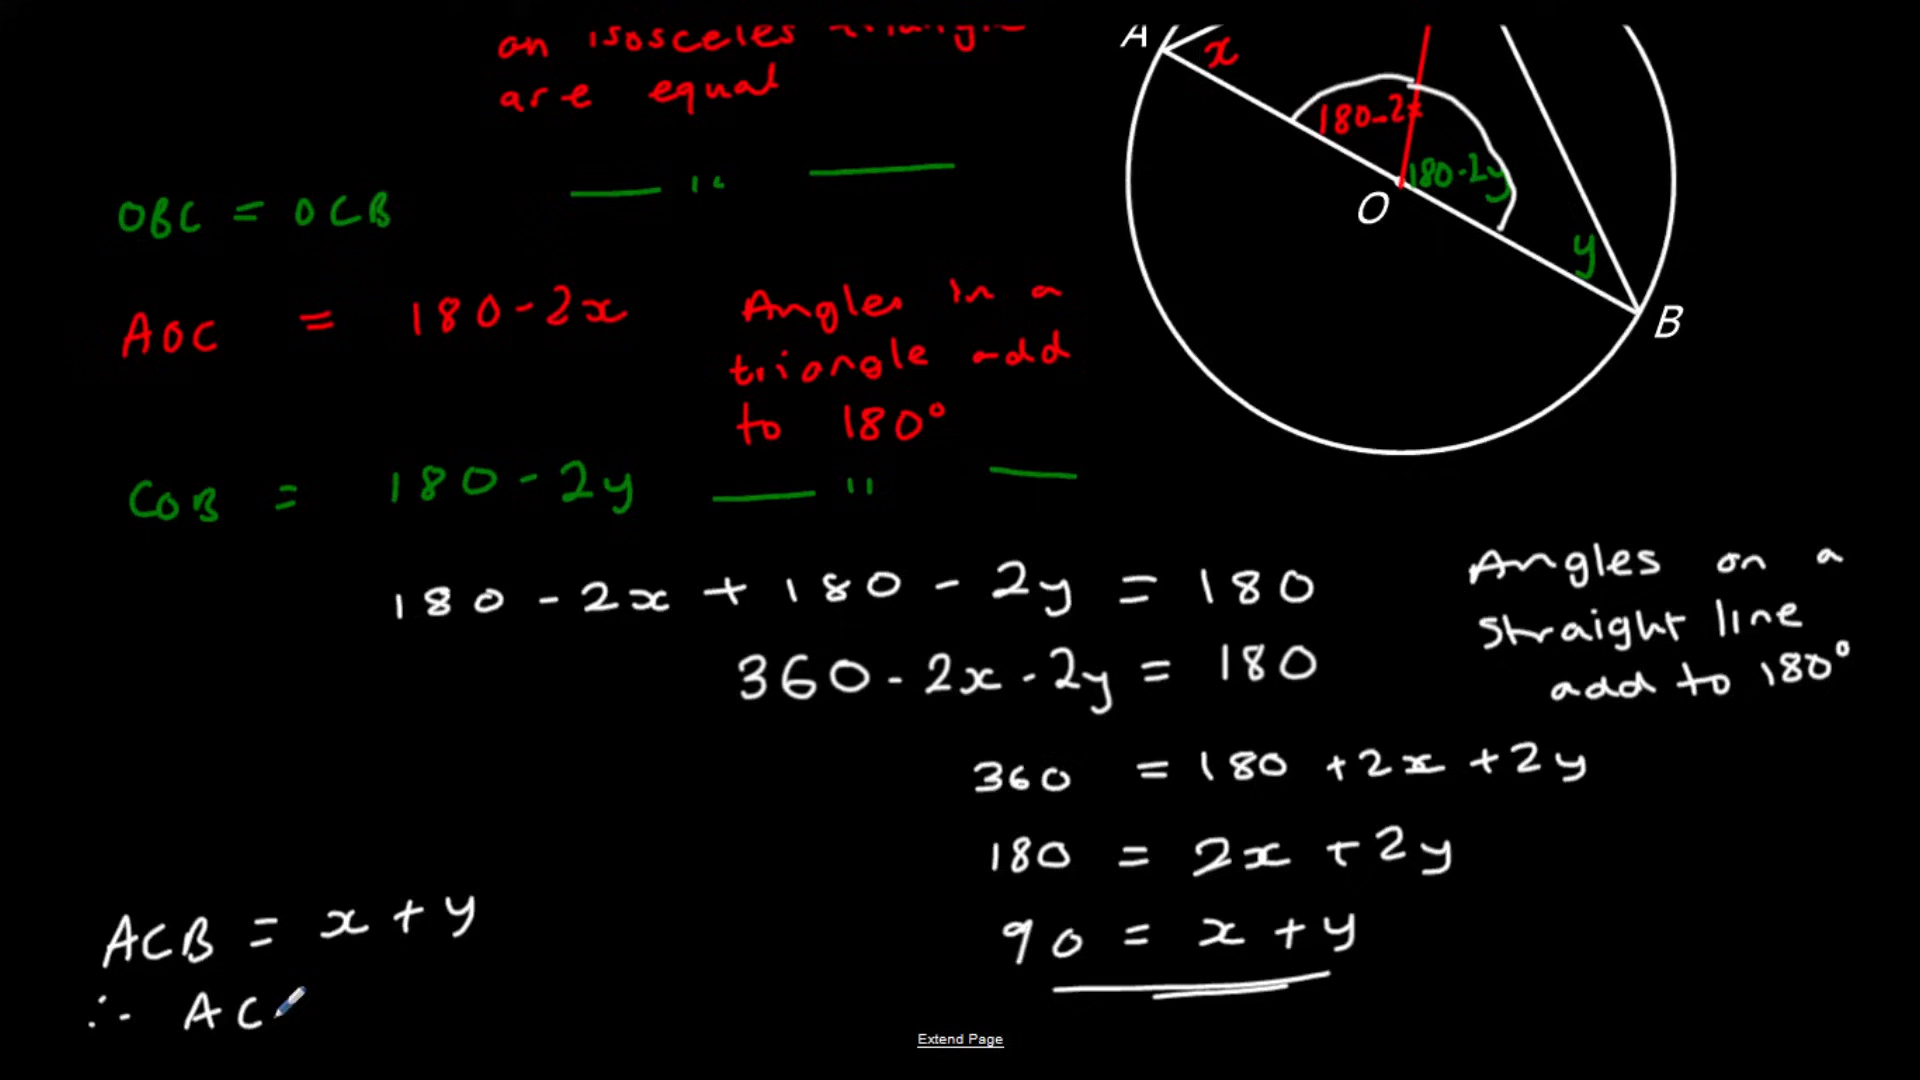 an isosceles triangle
are equal
OBC = OCB —— " ——
AOC = 180-2x
Angles in a
triangle add
to 180°
COB = 180-2y —— " ——
A
x
180-2x
180-2y
O
y
B
180 - 2x + 180 - 2y = 180
360 - 2x - 2y = 180
Angles on a
straight line
add to 180°
360 = 180 + 2x + 2y
180 = 2x + 2y
90 = x + y
ACB = x + y
∴ AC
Extend Page